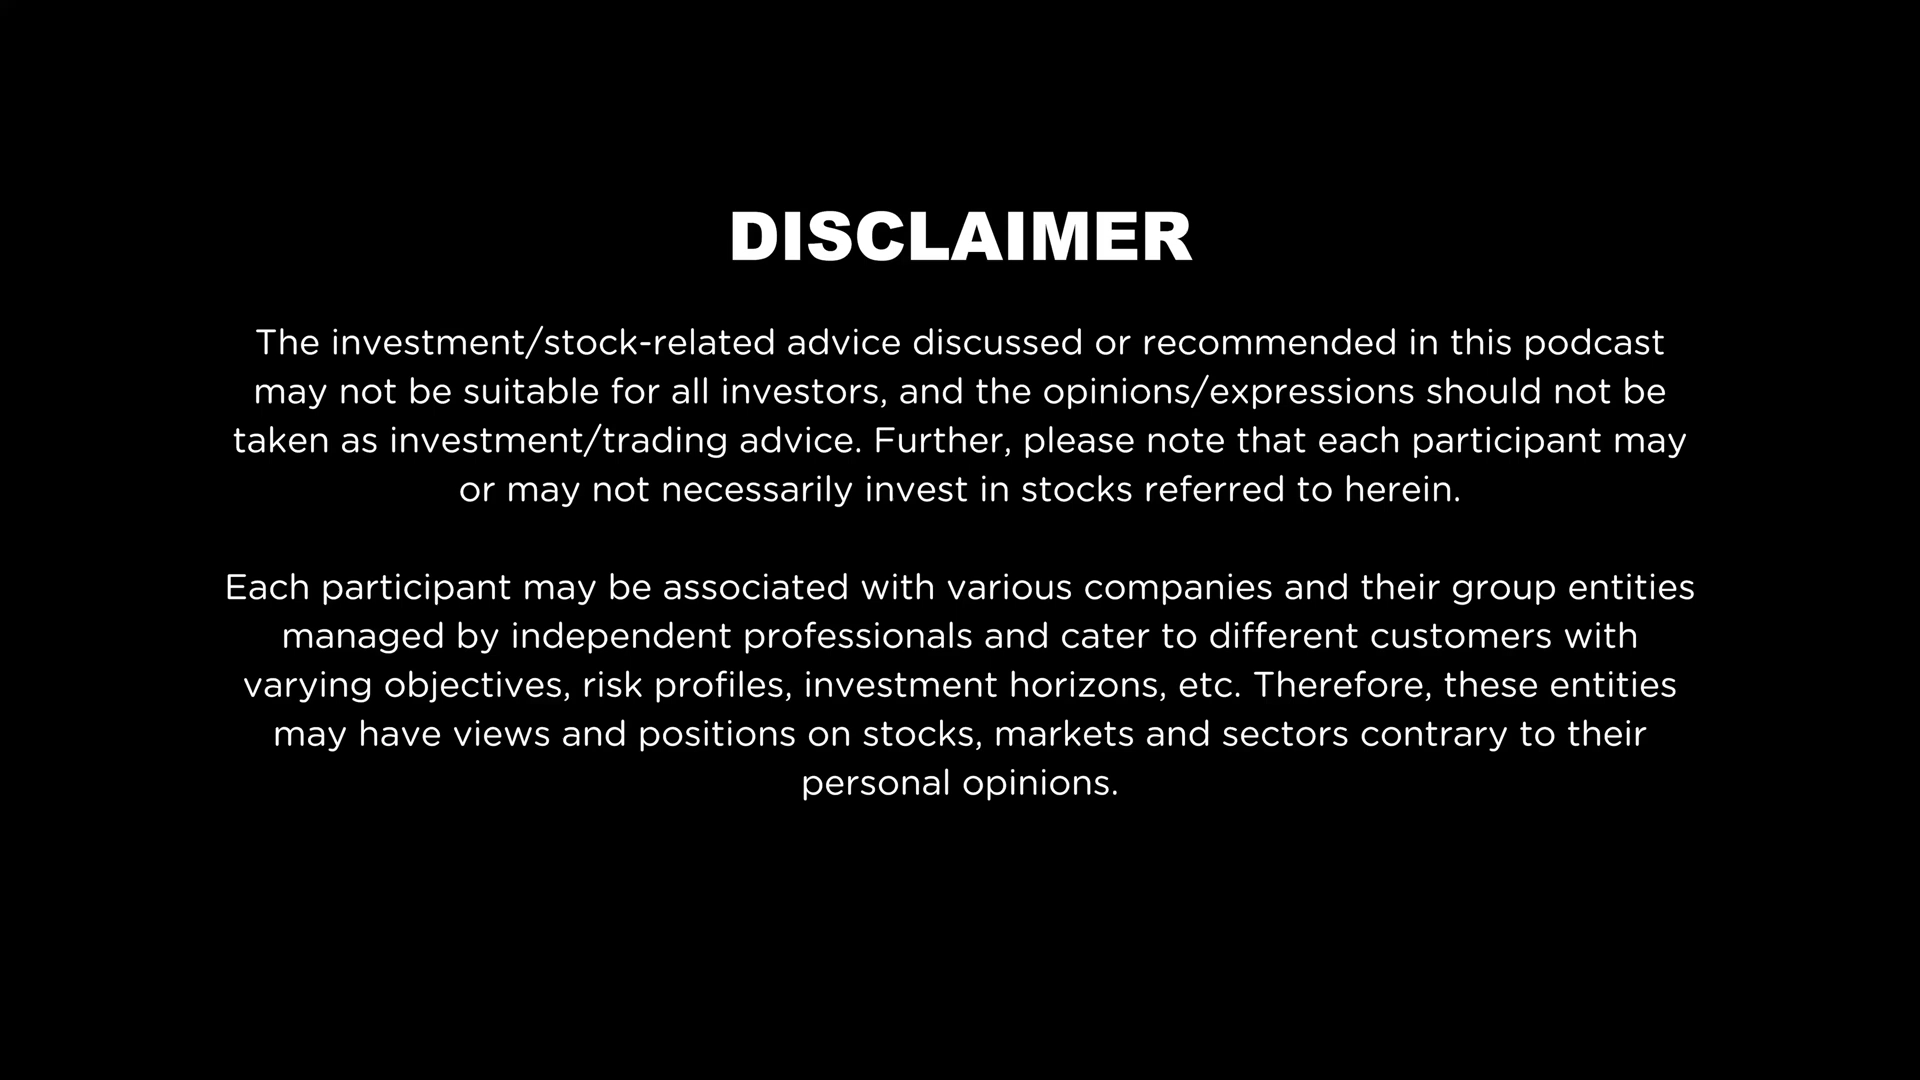 DISCLAIMER
The investment/stock-related advice discussed or recommended in this podcast
may not be suitable for all investors, and the opinions/expressions should not be
taken as investment/trading advice. Further, please note that each participant may
or may not necessarily invest in stocks referred to herein.
Each participant may be associated with various companies and their group entities
managed by independent professionals and cater to different customers with
varying objectives, risk profiles, investment horizons, etc. Therefore, these entities
may have views and positions on stocks, markets and sectors contrary to their
personal opinions.